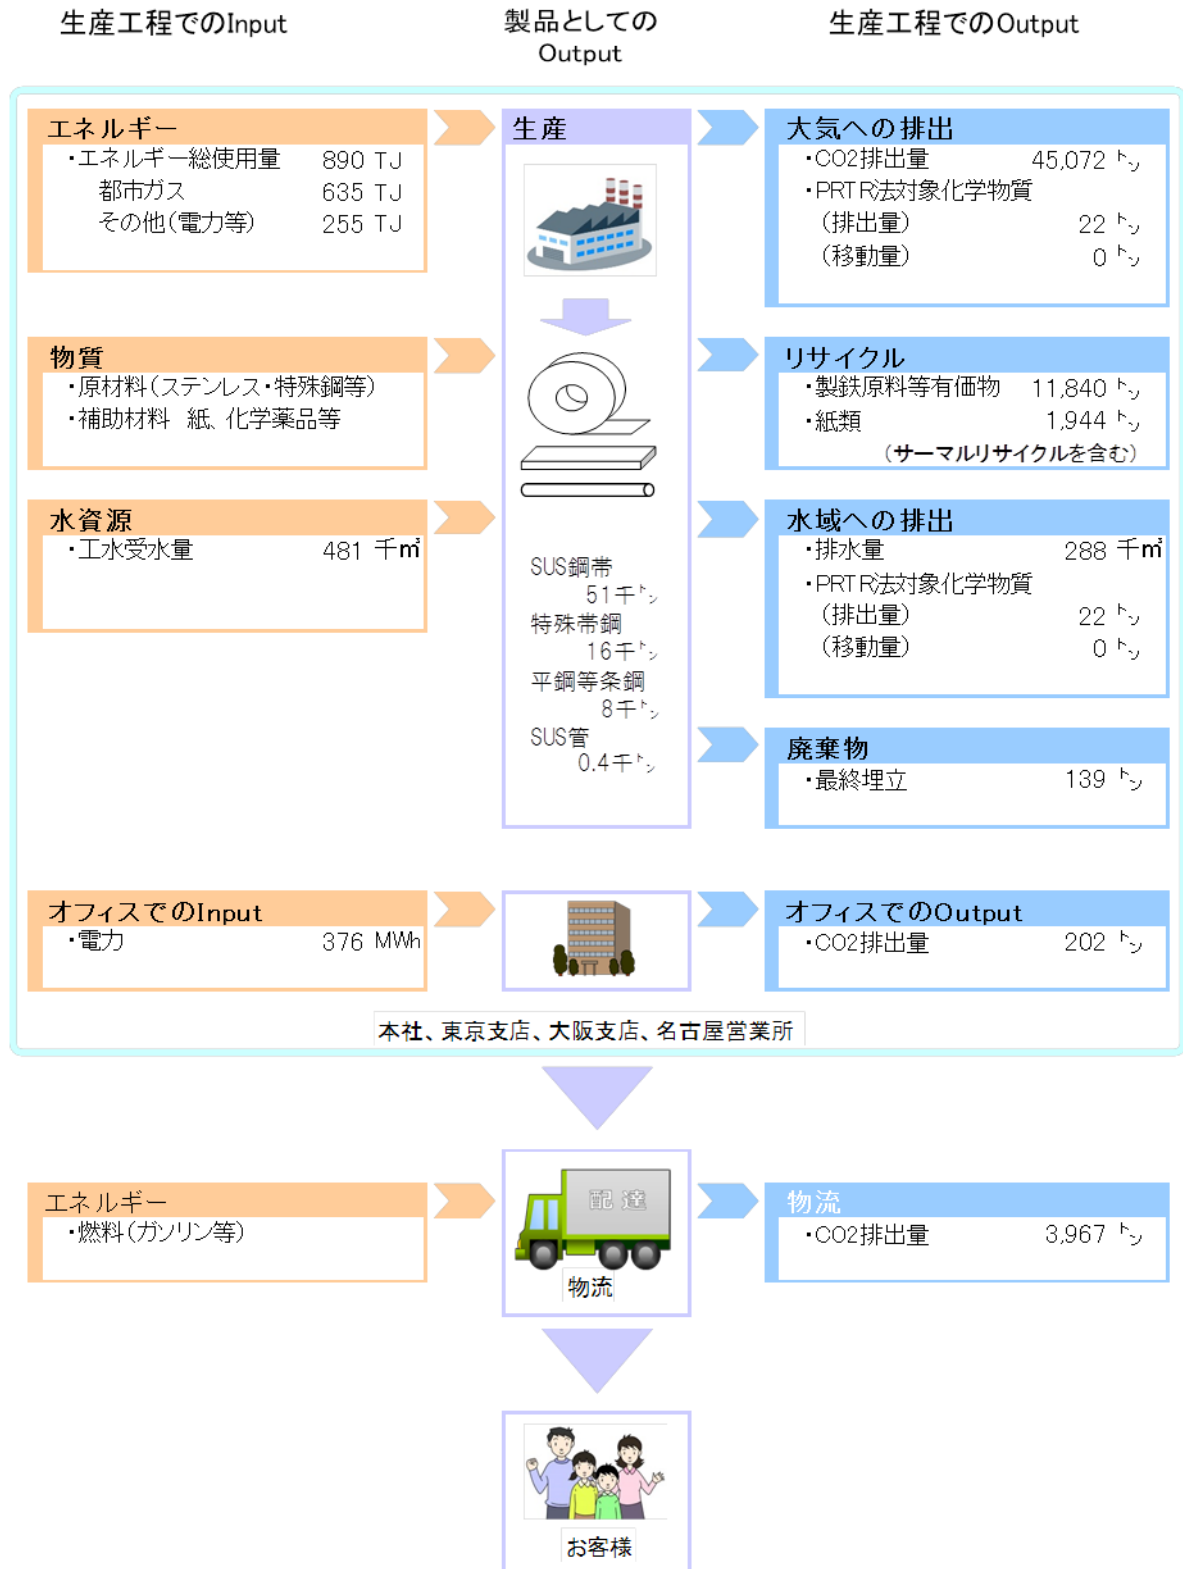 生産工程でのInput
製品としての
Output
生産工程でのOutput
エネルギー
・エネルギー総使用量 890 TJ
都市ガス 635 TJ
その他(電力等) 255 TJ
生産
大気への排出
・CO2排出量 45,072 トン
・PRTR法対象化学物質
(排出量) 22 トン
(移動量) 0 トン
物質
・原材料(ステンレス・特殊鋼等)
・補助材料 紙、化学薬品等
リサイクル
・製鉄原料等有価物 11,840 トン
・紙類 1,944 トン
(サーマルリサイクルを含む)
水資源
・工水受水量 481 千㎥
SUS鋼帯
51千トン
特殊帯鋼
16千トン
平鋼等条鋼
8千トン
SUS管
0.4千トン
水域への排出
・排水量 288 千㎥
・PRTR法対象化学物質
(排出量) 22 トン
(移動量) 0 トン
廃棄物
・最終埋立 139 トン
オフィスでのInput
・電力 376 MWh
オフィスでのOutput
・CO2排出量 202 トン
本社、東京支店、大阪支店、名古屋営業所
エネルギー
・燃料(ガソリン等)
配達
物流
物流
・CO2排出量 3,967 トン
お客様